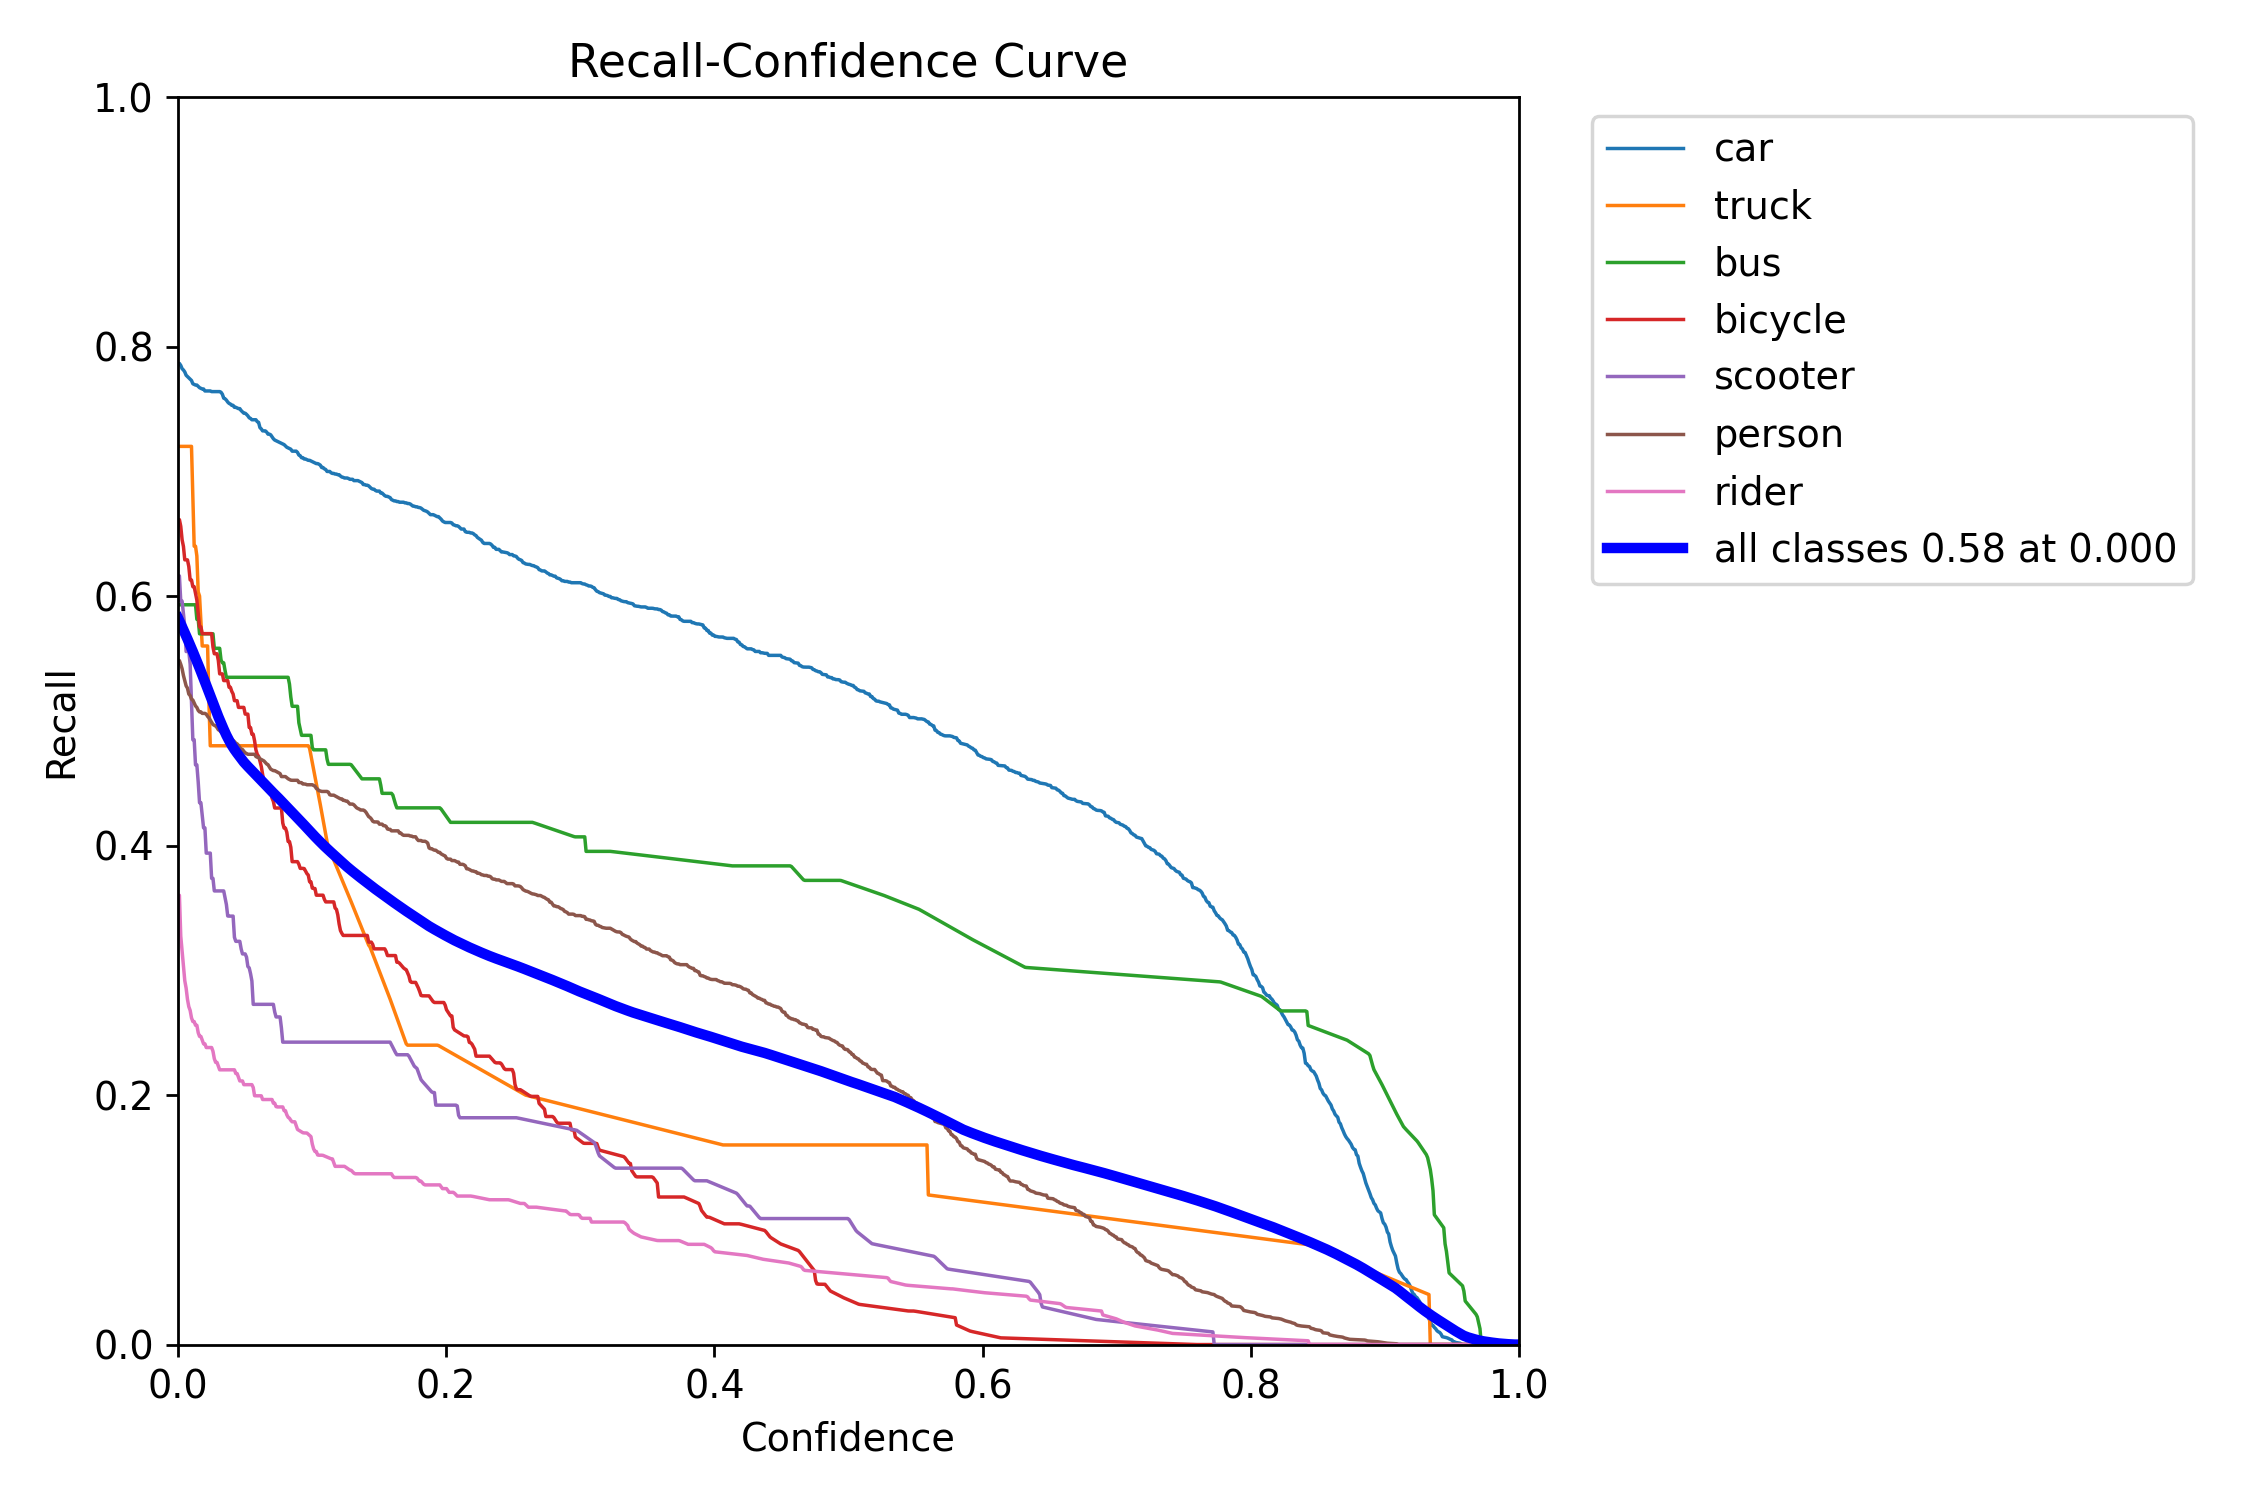 Recall-Confidence Curve
1.0
0.8
0.6
0.4
0.2
0.0
Recall
0.0 0.2 0.4 0.6 0.8 1.0
Confidence
car
truck
bus
bicycle
scooter
person
rider
all classes 0.58 at 0.000